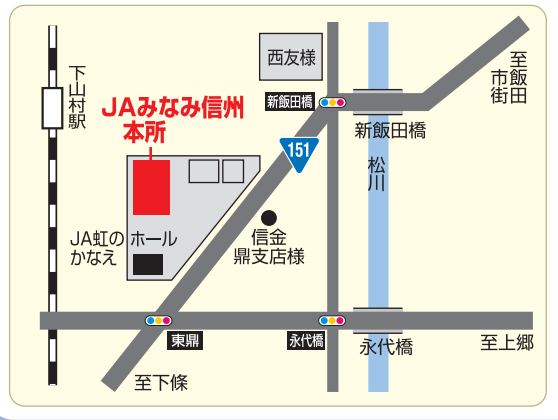 西友様
至飯田
市街
下山村駅
JAみなみ信州
本所
新飯田橋
新飯田橋
151
松川
JA虹の ホール
かなえ
信金
鼎支店様
東鼎
永代橋
永代橋
至上郷
至下條